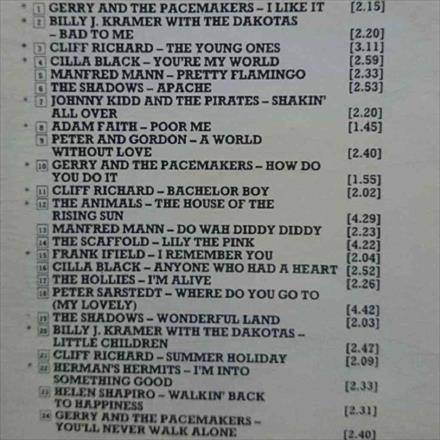 1 GERRY AND THE PACEMAKERS – I LIKE IT [2.15]
* 2 BILLY J. KRAMER WITH THE DAKOTAS
– BAD TO ME [2.20]
* 3 CLIFF RICHARD – THE YOUNG ONES [3.11]
* 4 CILLA BLACK – YOU'RE MY WORLD [2.59]
5 MANFRED MANN – PRETTY FLAMINGO [2.33]
* 6 THE SHADOWS – APACHE [2.53]
* 7 JOHNNY KIDD AND THE PIRATES – SHAKIN'
ALL OVER [2.20]
* 8 ADAM FAITH – POOR ME [1.45]
9 PETER AND GORDON – A WORLD
WITHOUT LOVE [2.40]
* 10 GERRY AND THE PACEMAKERS – HOW DO
YOU DO IT [1.55]
* 11 CLIFF RICHARD – BACHELOR BOY [2.02]
* 12 THE ANIMALS – THE HOUSE OF THE
RISING SUN [4.29]
13 MANFRED MANN – DO WAH DIDDY DIDDY [2.23]
14 THE SCAFFOLD – LILY THE PINK [4.22]
* 15 FRANK IFIELD – I REMEMBER YOU [2.04]
16 CILLA BLACK – ANYONE WHO HAD A HEART [2.52]
17 THE HOLLIES – I'M ALIVE [2.26]
18 PETER SARSTEDT – WHERE DO YOU GO TO
(MY LOVELY) [4.42]
19 THE SHADOWS – WONDERFUL LAND [2.03]
* 20 BILLY J. KRAMER WITH THE DAKOTAS –
LITTLE CHILDREN [2.47]
21 CLIFF RICHARD – SUMMER HOLIDAY [2.09]
* 22 HERMAN'S HERMITS – I'M INTO
SOMETHING GOOD [2.33]
23 HELEN SHAPIRO – WALKIN' BACK
TO HAPPINESS [2.31]
24 GERRY AND THE PACEMAKERS –
YOU'LL NEVER WALK ALONE [2.40]